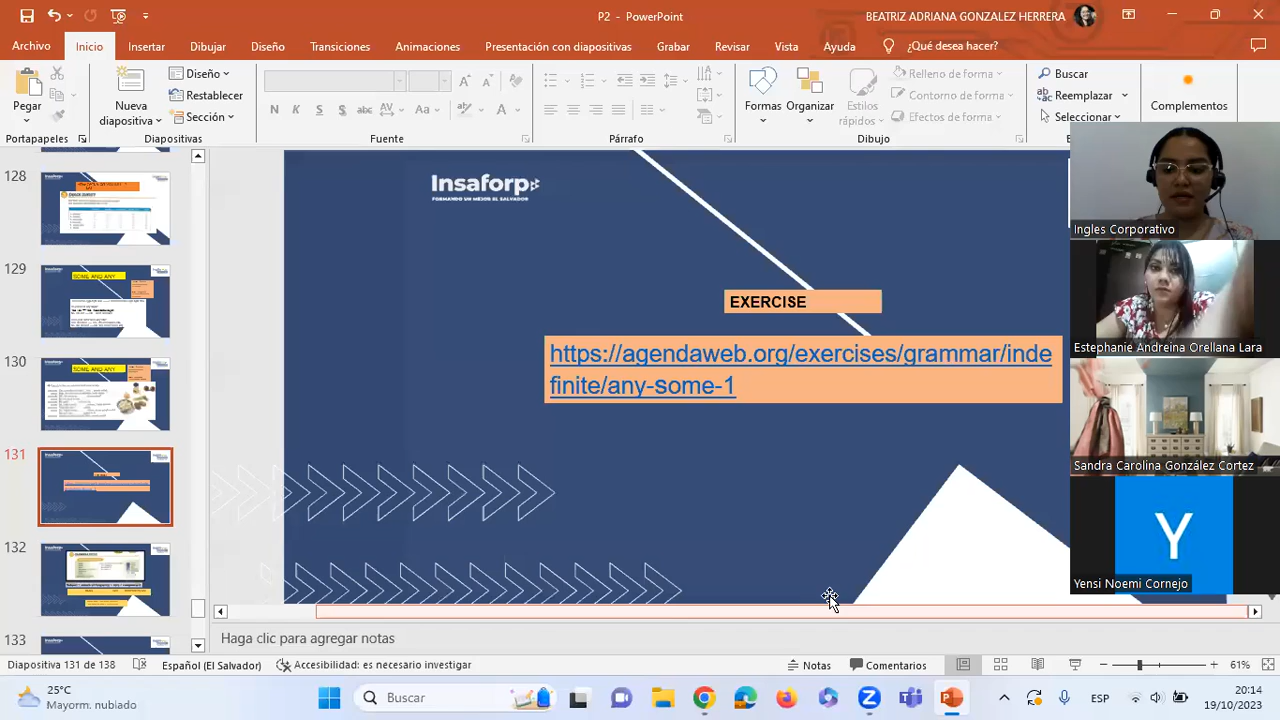 P2 - PowerPoint
BEATRIZ ADRIANA GONZALEZ HERRERA
Archivo Inicio Insertar Dibujar Diseño Transiciones Animaciones Presentación con diapositivas Grabar Revisar Vista Ayuda ¿Qué desea hacer?
Pegar
Nueva diapositiva
Diseño
Restablecer
Sección
N K S abc AV Aa A
Formas
Organizar
Estilos rápidos
Relleno de forma
Contorno de forma
Efectos de forma
Buscar
Reemplazar
Seleccionar
Complementos
Portapapeles Diapositivas Fuente Párrafo Dibujo
128
129
SOME AND ANY
130
SOME AND ANY
131
132
133
Insaforp
FORMANDO UN MEJOR EL SALVADOR
EXERCISE
https://agendaweb.org/exercises/grammar/inde
finite/any-some-1
Ingles Corporativo
Estephanie Andreina Orellana Lara
Sandra Carolina González Cortez
Y
Yensi Noemi Cornejo
Haga clic para agregar notas
Diapositiva 131 de 138 Español (El Salvador) Accesibilidad: es necesario investigar Notas Comentarios 61%
25°C
Mayorm. nublado
Buscar
ESP
20:14
19/10/2023